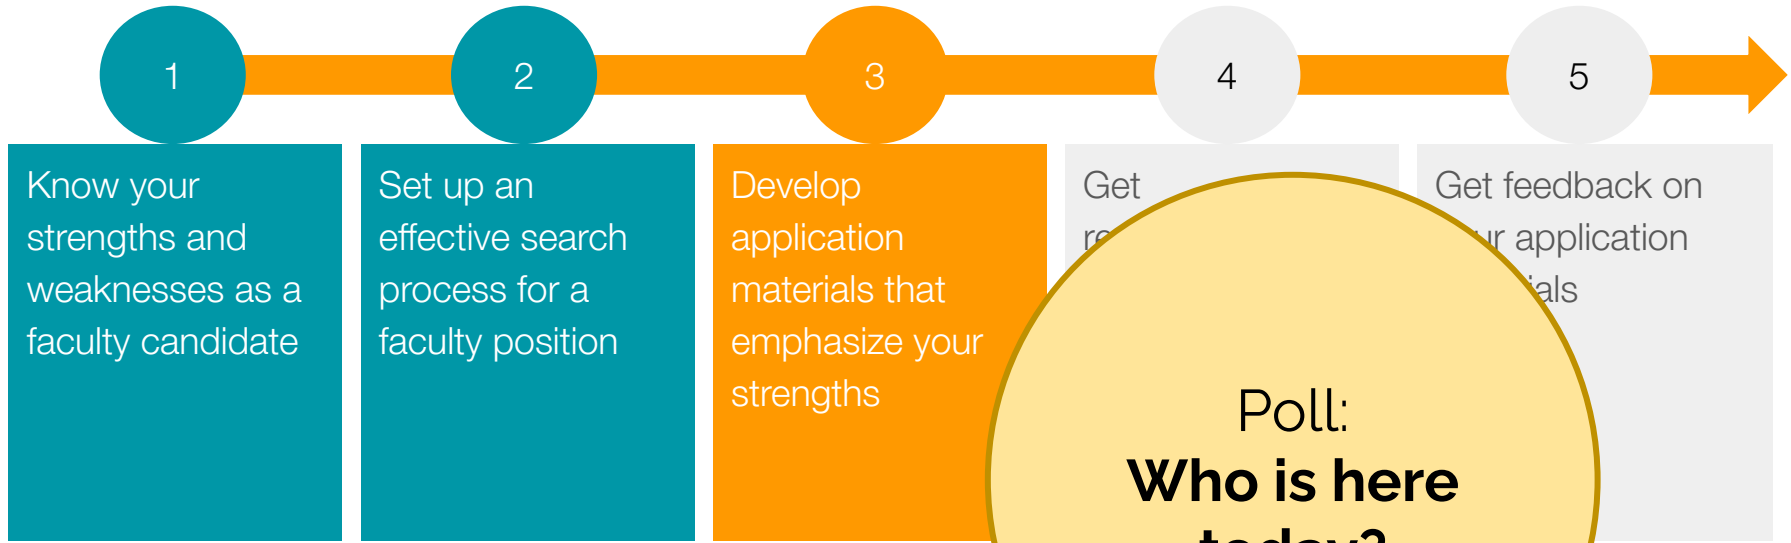 1
2
3
4
5
Know your
strengths and
weaknesses as a
faculty candidate
Set up an
effective search
process for a
faculty position
Develop
application
materials that
emphasize your
strengths
Get
Get feedback on
application
Poll:
Who is here
today?